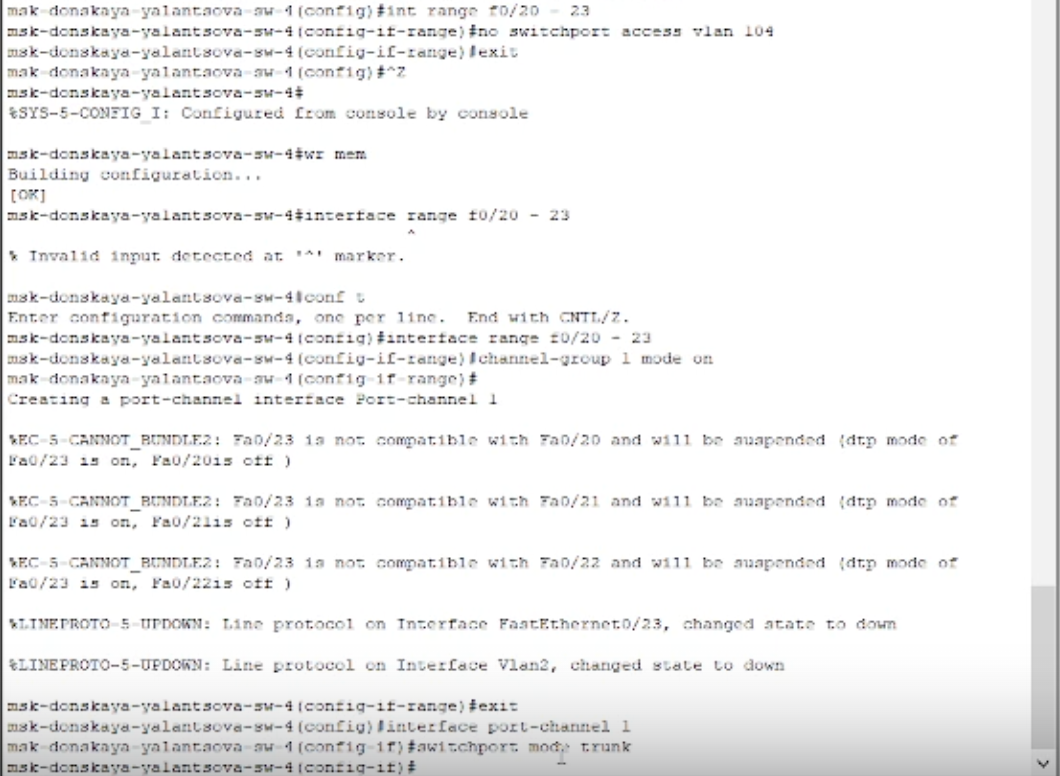 msk-donskaya-yalantsova-sw-4(config)#int range f0/20 - 23
msk-donskaya-yalantsova-sw-4(config-if-range)#no switchport access vlan 104
msk-donskaya-yalantsova-sw-4(config-if-range)#exit
msk-donskaya-yalantsova-sw-4(config)#^Z
msk-donskaya-yalantsova-sw-4#
%SYS-5-CONFIG_I: Configured from console by console
msk-donskaya-yalantsova-sw-4#wr mem
Building configuration...
[OK]
msk-donskaya-yalantsova-sw-4#interface range f0/20 - 23
^
% Invalid input detected at '^' marker.
msk-donskaya-yalantsova-sw-4#conf t
Enter configuration commands, one per line.  End with CNTL/Z.
msk-donskaya-yalantsova-sw-4(config)#interface range f0/20 - 23
msk-donskaya-yalantsova-sw-4(config-if-range)#channel-group 1 mode on
msk-donskaya-yalantsova-sw-4(config-if-range)#
Creating a port-channel interface Port-channel 1
%EC-5-CANNOT_BUNDLE2: Fa0/23 is not compatible with Fa0/20 and will be suspended (dtp mode of
Fa0/23 is on, Fa0/20is off )
%EC-5-CANNOT_BUNDLE2: Fa0/23 is not compatible with Fa0/21 and will be suspended (dtp mode of
Fa0/23 is on, Fa0/21is off )
%EC-5-CANNOT_BUNDLE2: Fa0/23 is not compatible with Fa0/22 and will be suspended (dtp mode of
Fa0/23 is on, Fa0/22is off )
%LINEPROTO-5-UPDOWN: Line protocol on Interface FastEthernet0/23, changed state to down
%LINEPROTO-5-UPDOWN: Line protocol on Interface Vlan2, changed state to down
msk-donskaya-yalantsova-sw-4(config-if-range)#exit
msk-donskaya-yalantsova-sw-4(config)#interface port-channel 1
msk-donskaya-yalantsova-sw-4(config-if)#switchport mode trunk
msk-donskaya-yalantsova-sw-4(config-if)#